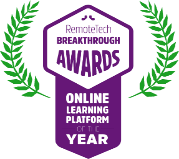 RemoteTech
BREAKTHROUGH
AWARDS
ONLINE
LEARNING
PLATFORM
OF THE
YEAR